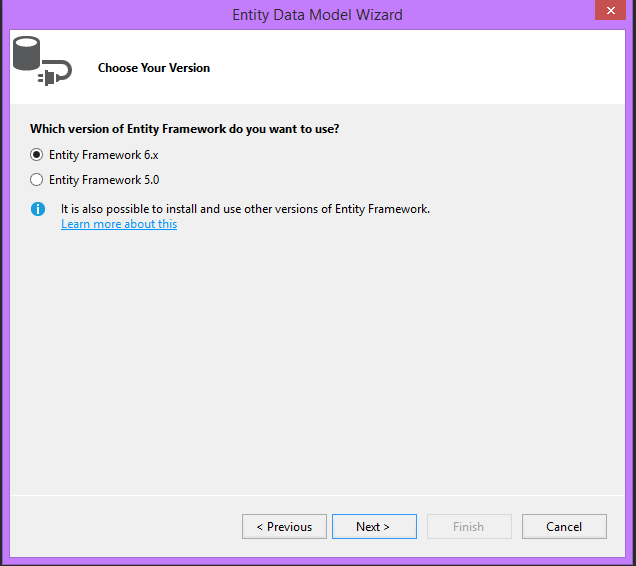 Entity Data Model Wizard
Choose Your Version
Which version of Entity Framework do you want to use?
Entity Framework 6.x
Entity Framework 5.0
It is also possible to install and use other versions of Entity Framework.
Learn more about this
< Previous
Next >
Finish
Cancel